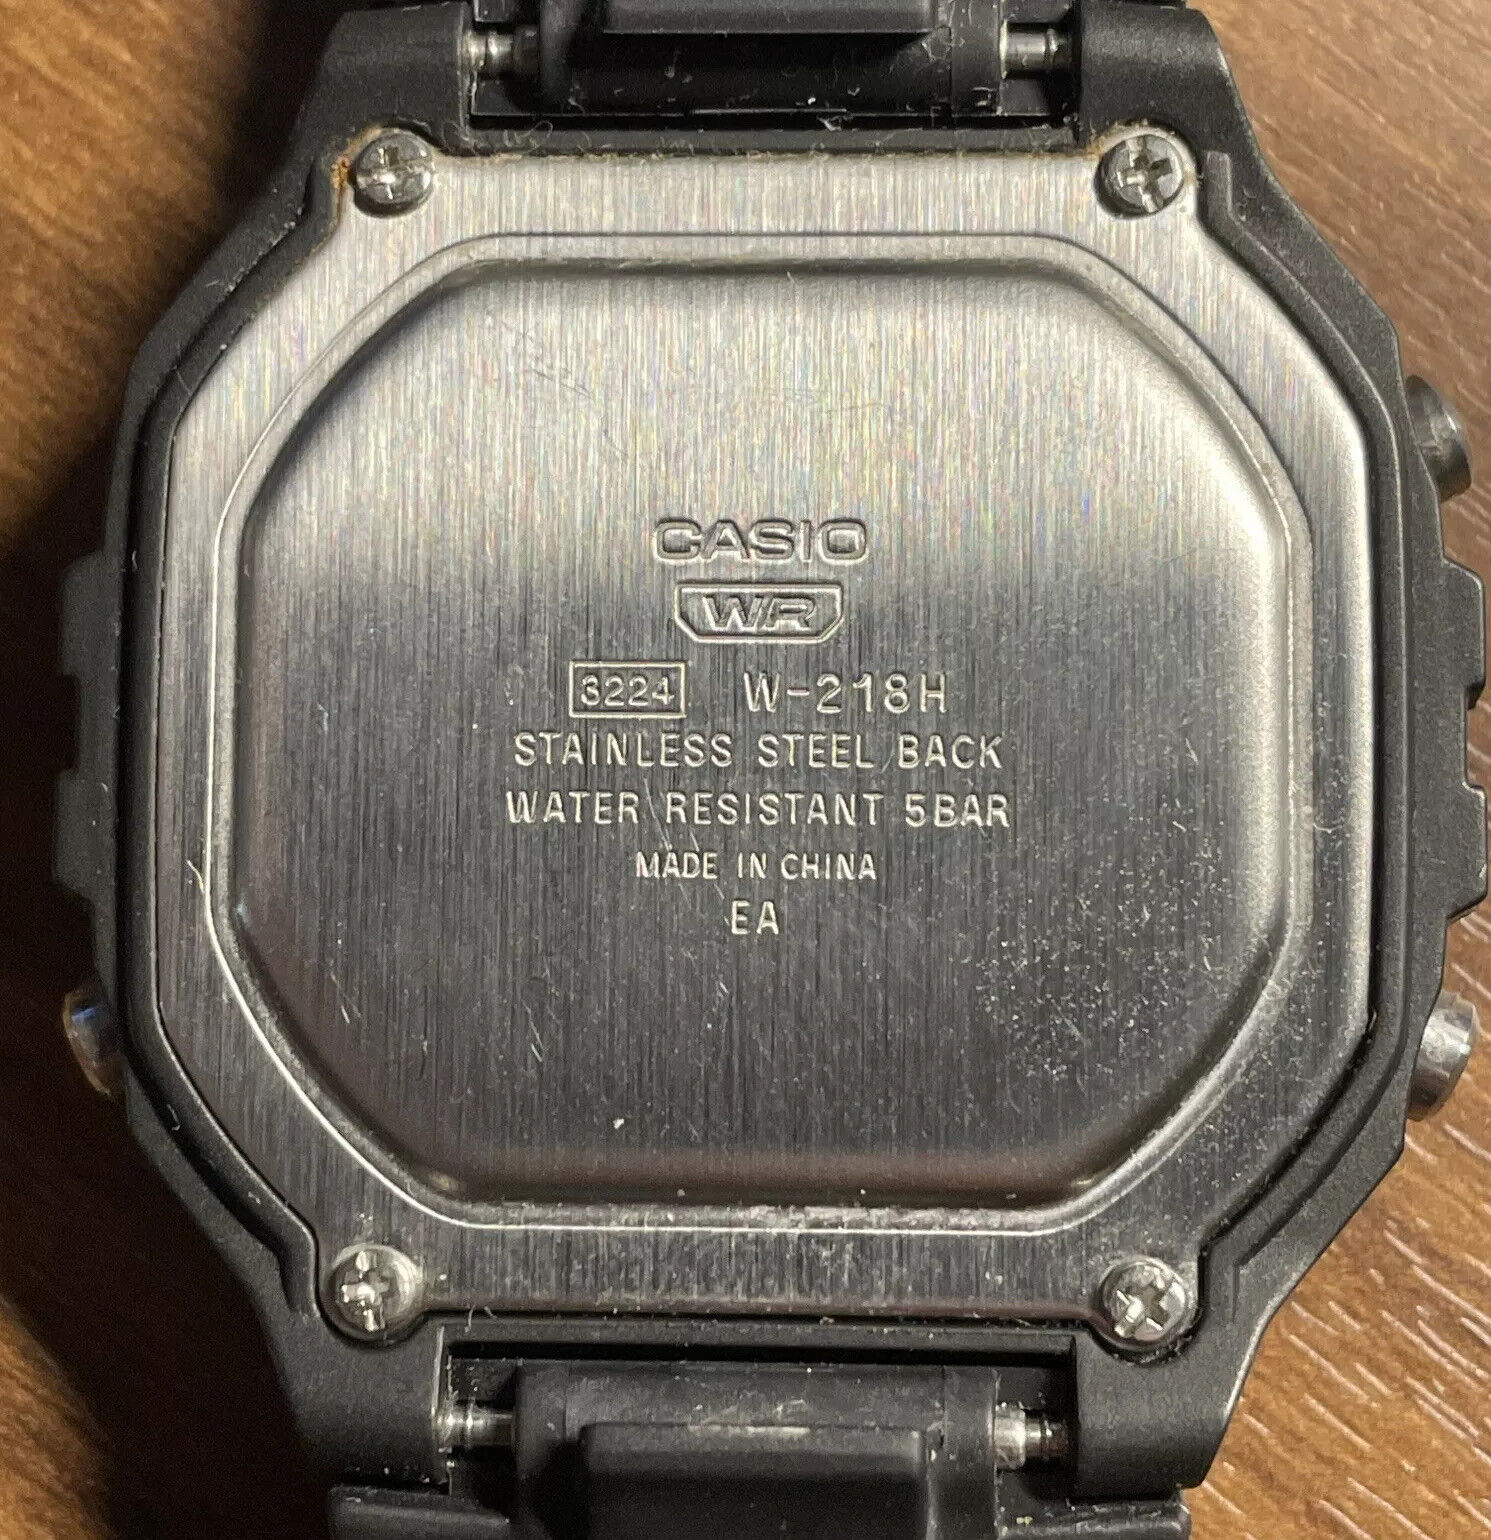 CASIO
WR
3224 W-218H
STAINLESS STEEL BACK
WATER RESISTANT 5BAR
MADE IN CHINA
EA